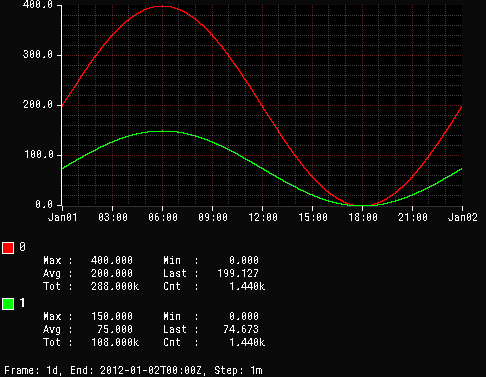 400.0
300.0
200.0
100.0
0.0
Jan01 03:00 06:00 09:00 12:00 15:00 18:00 21:00 Jan02
0
Max : 400.000 Min : 0.000
Avg : 200.000 Last : 199.127
Tot : 288.000k Cnt : 1.440k
1
Max : 150.000 Min : 0.000
Avg : 75.000 Last : 74.673
Tot : 108.000k Cnt : 1.440k
Frame: 1d, End: 2012-01-02T00:00Z, Step: 1m